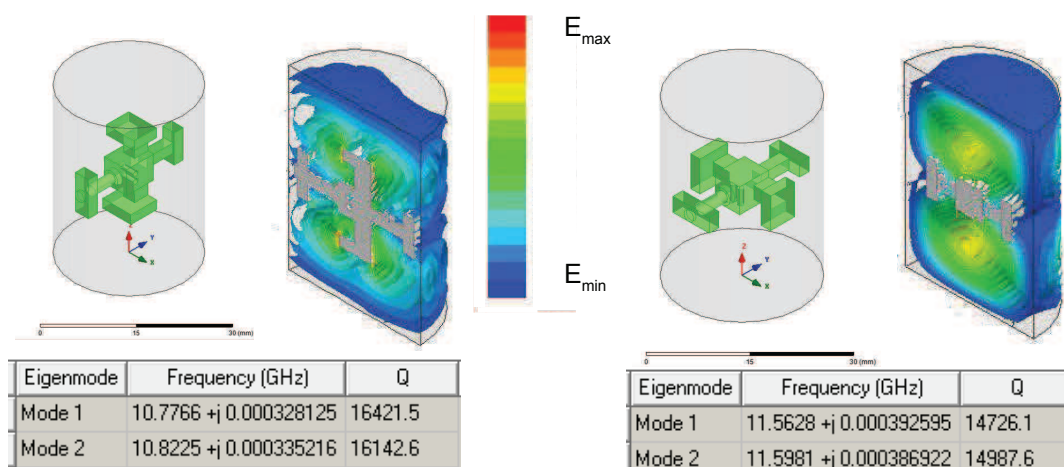 E_max
E_min
Z
Y
X
0 15 30 (mm)
Z
Y
X
0 15 30 (mm)
Eigenmode Frequency (GHz) Q
Mode 1 10.7766 +j 0.000328125 16421.5
Mode 2 10.8225 +j 0.000335216 16142.6
Eigenmode Frequency (GHz) Q
Mode 1 11.5628 +j 0.000392595 14726.1
Mode 2 11.5981 +j 0.000386922 14987.6